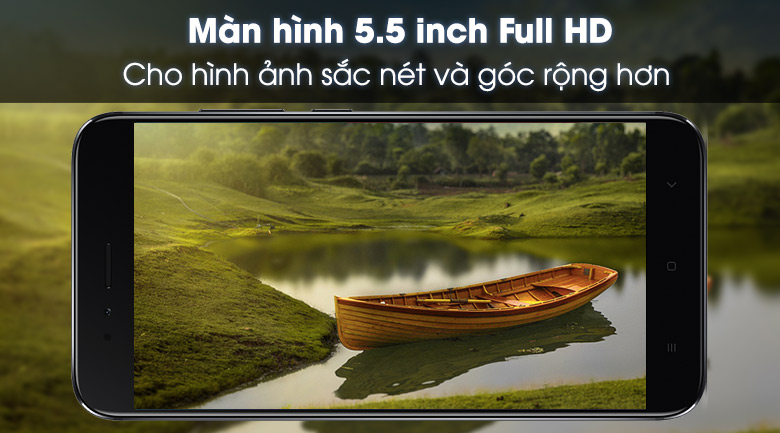 Màn hình 5.5 inch Full HD
Cho hình ảnh sắc nét và góc rộng hơn